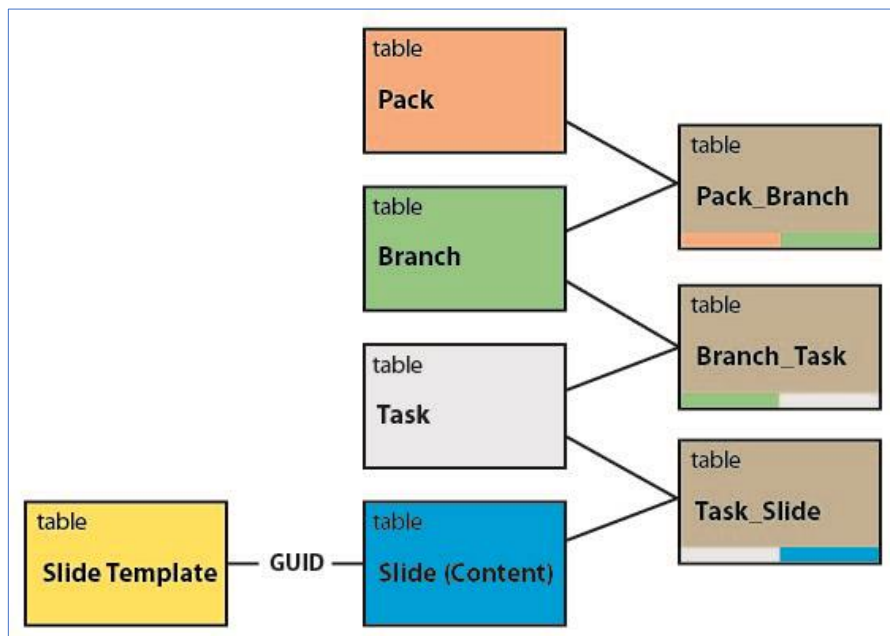 table
Pack
table
Pack_Branch
table
Branch
table
Branch_Task
table
Task
table
Task_Slide
table
Slide Template
GUID
table
Slide (Content)